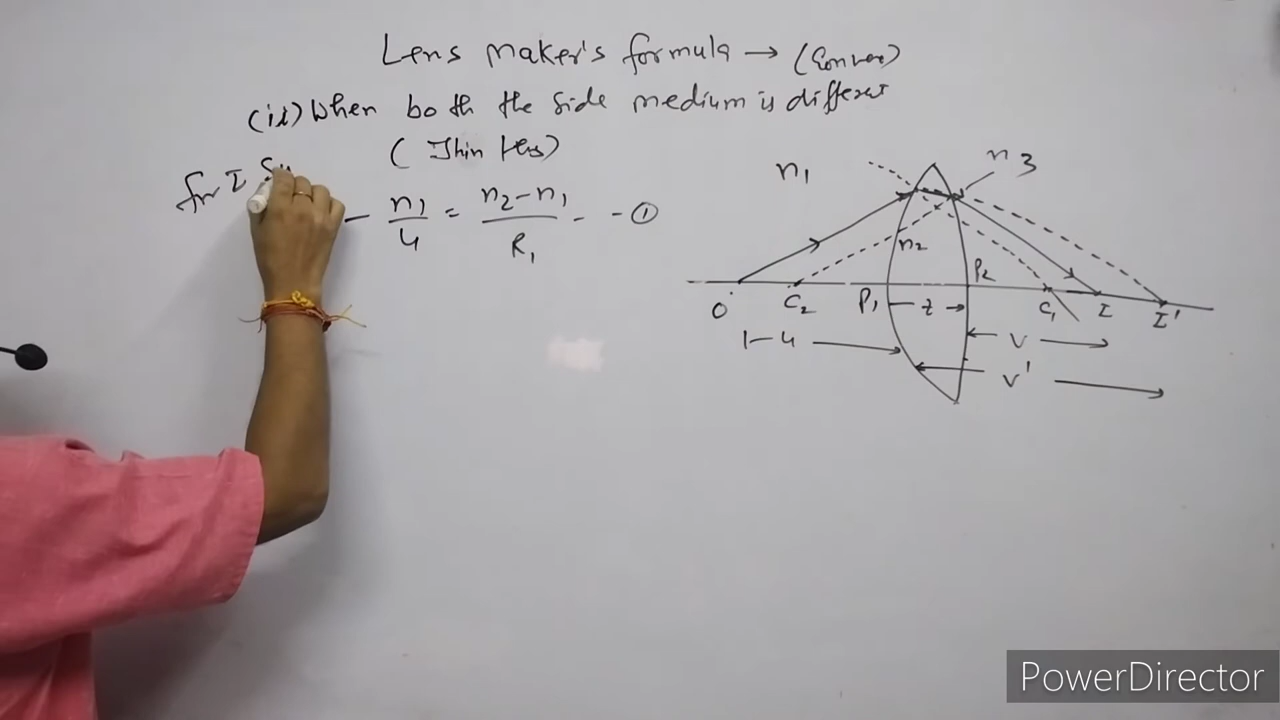 Lens maker's formula → (Convex)
(ii) When both the side medium is different
(Thin lens)
for I Su
- n₁/u = (n₂-n₁)/R₁ - - ①
n₁
n₃
n₂
O C₂ P₁ t P₂ C₁ I I'
|-u → ← v →
← v' →
PowerDirector